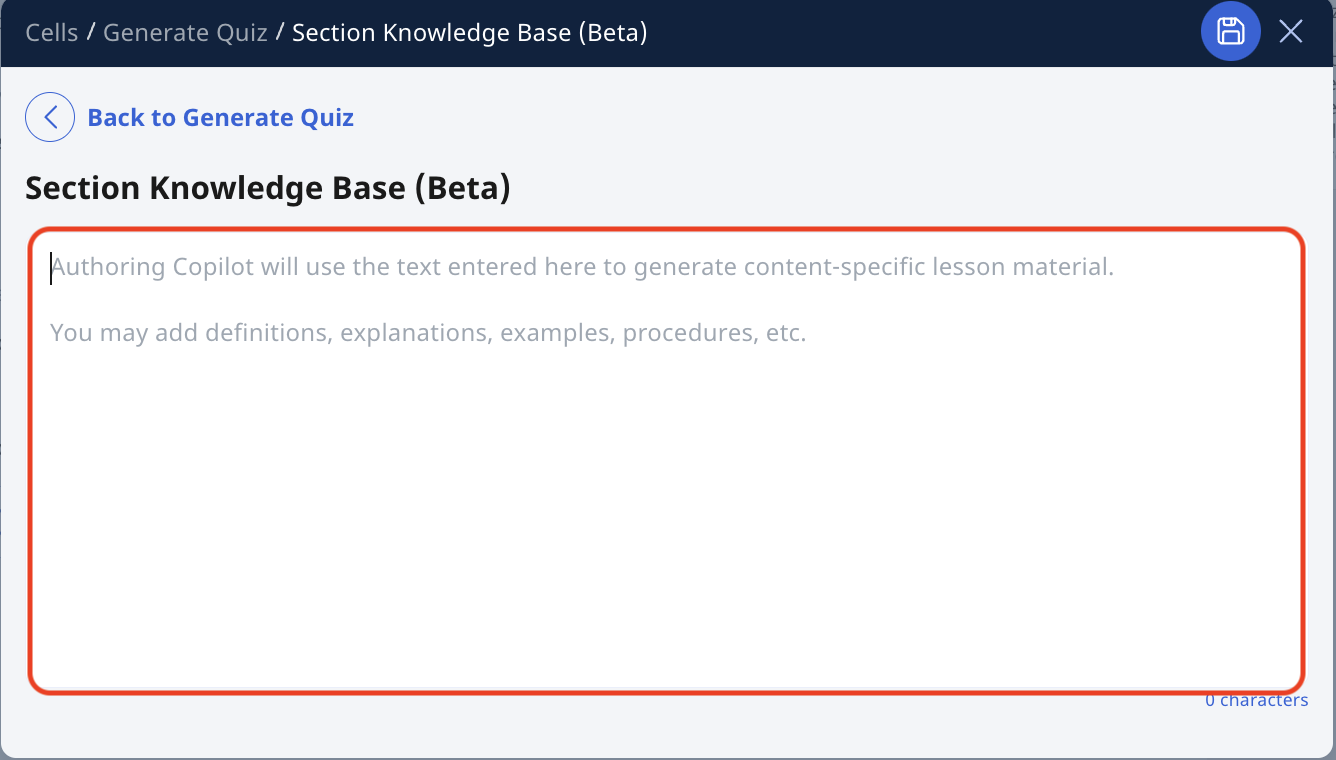 Cells / Generate Quiz / Section Knowledge Base (Beta)
Back to Generate Quiz
Section Knowledge Base (Beta)
Authoring Copilot will use the text entered here to generate content-specific lesson material.
You may add definitions, explanations, examples, procedures, etc.
0 characters